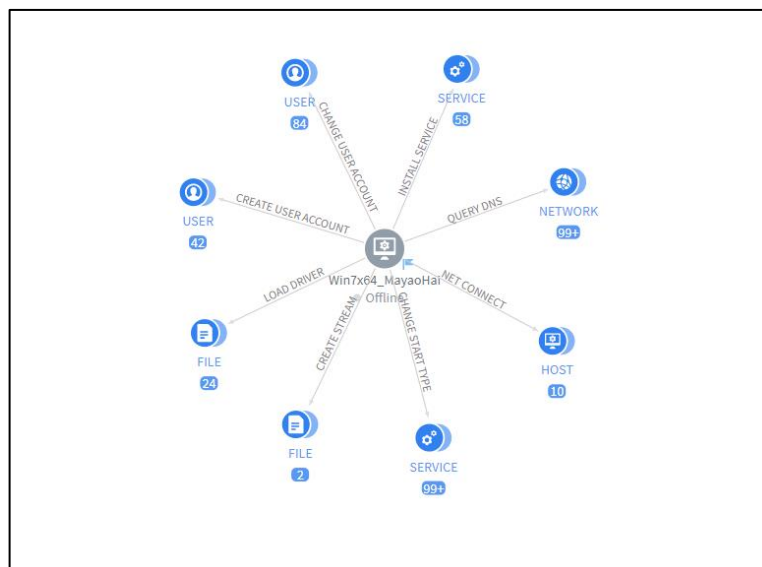 USER
84
SERVICE
58
CHANGE USER ACCOUNT
INSTALL SERVICE
USER
42
CREATE USER ACCOUNT
QUERY DNS
NETWORK
99+
Win7x64_MayaoHai
Offline
LOAD DRIVER
NET CONNECT
FILE
24
CREATE STREAM
CHANGE START TYPE
HOST
10
FILE
2
SERVICE
99+